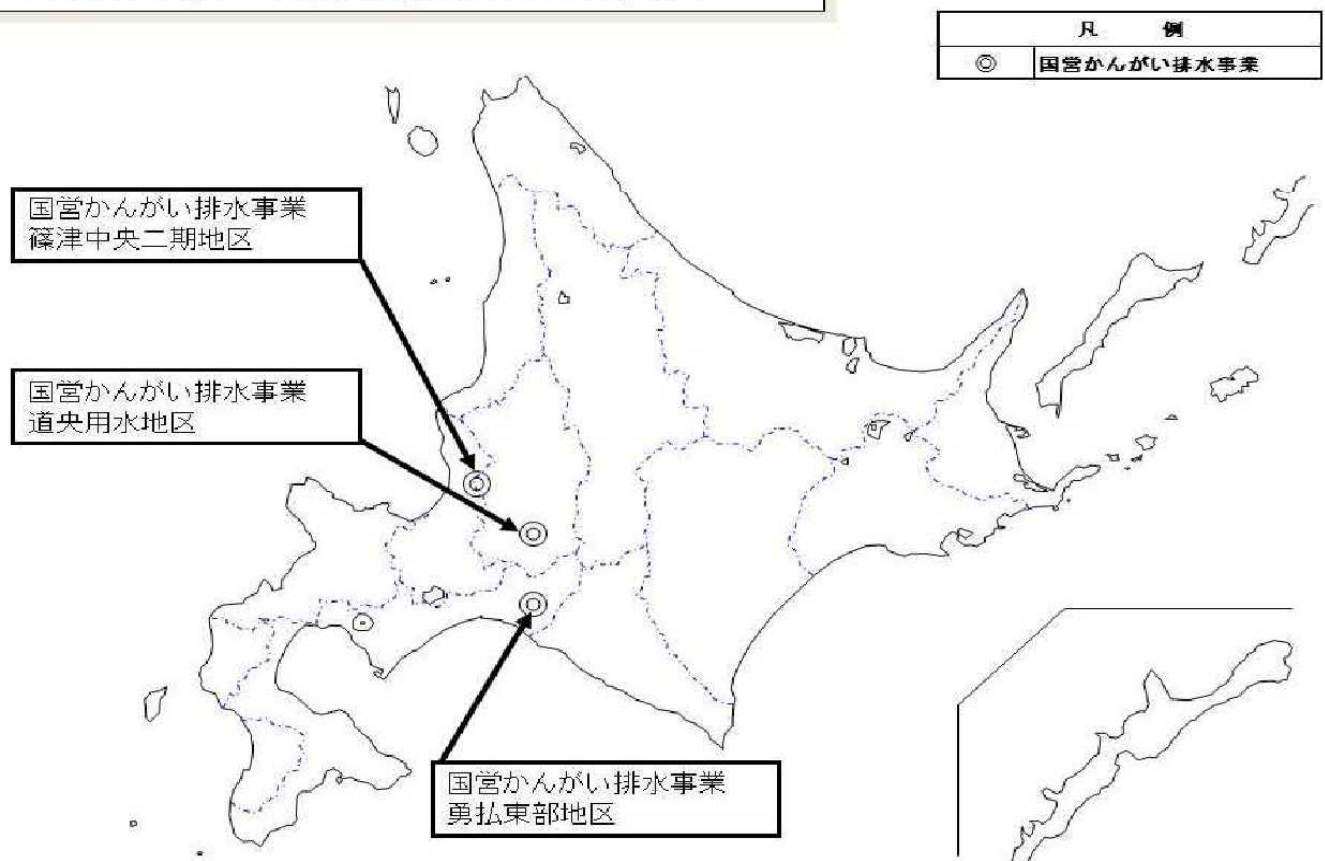 凡 例
◎ 国営かんがい排水事業
国営かんがい排水事業
篠津中央二期地区
国営かんがい排水事業
道央用水地区
国営かんがい排水事業
勇払東部地区